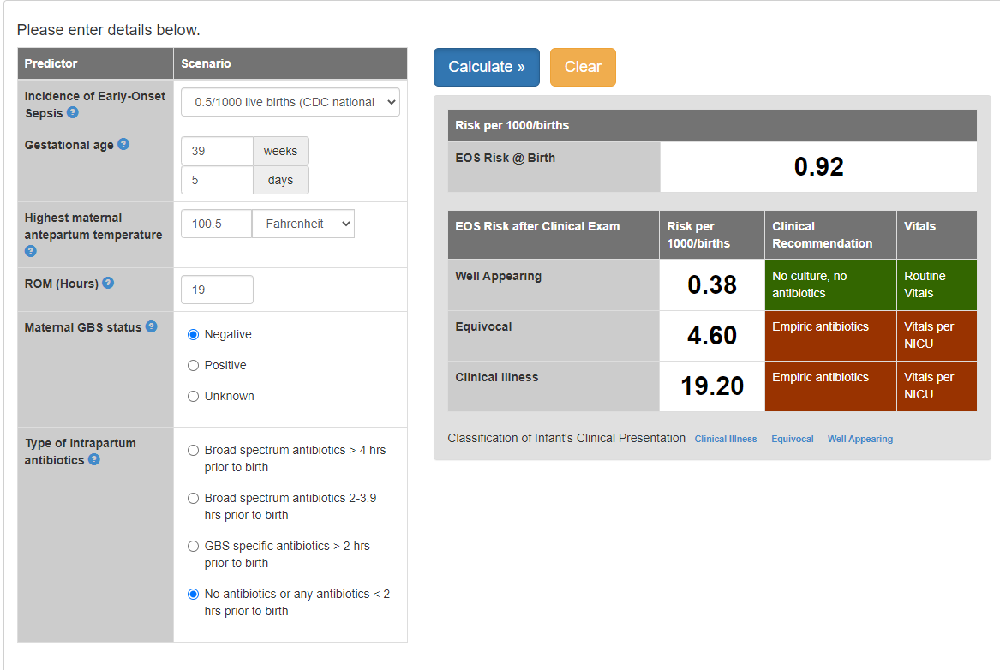 Please enter details below.
Predictor Scenario
Incidence of Early-Onset
Sepsis ?
0.5/1000 live births (CDC national
Gestational age ?
39 weeks
5 days
Highest maternal
antepartum temperature
?
100.5 Fahrenheit
ROM (Hours) ?
19
Maternal GBS status ?
Negative
Positive
Unknown
Type of intrapartum
antibiotics ?
Broad spectrum antibiotics > 4 hrs
prior to birth
Broad spectrum antibiotics 2-3.9
hrs prior to birth
GBS specific antibiotics > 2 hrs
prior to birth
No antibiotics or any antibiotics < 2
hrs prior to birth
Calculate » Clear
Risk per 1000/births
EOS Risk @ Birth 0.92
EOS Risk after Clinical Exam
Risk per
1000/births
Clinical
Recommendation
Vitals
Well Appearing
0.38
No culture, no
antibiotics
Routine
Vitals
Equivocal
4.60
Empiric antibiotics
Vitals per
NICU
Clinical Illness
19.20
Empiric antibiotics
Vitals per
NICU
Classification of Infant's Clinical Presentation Clinical Illness Equivocal Well Appearing